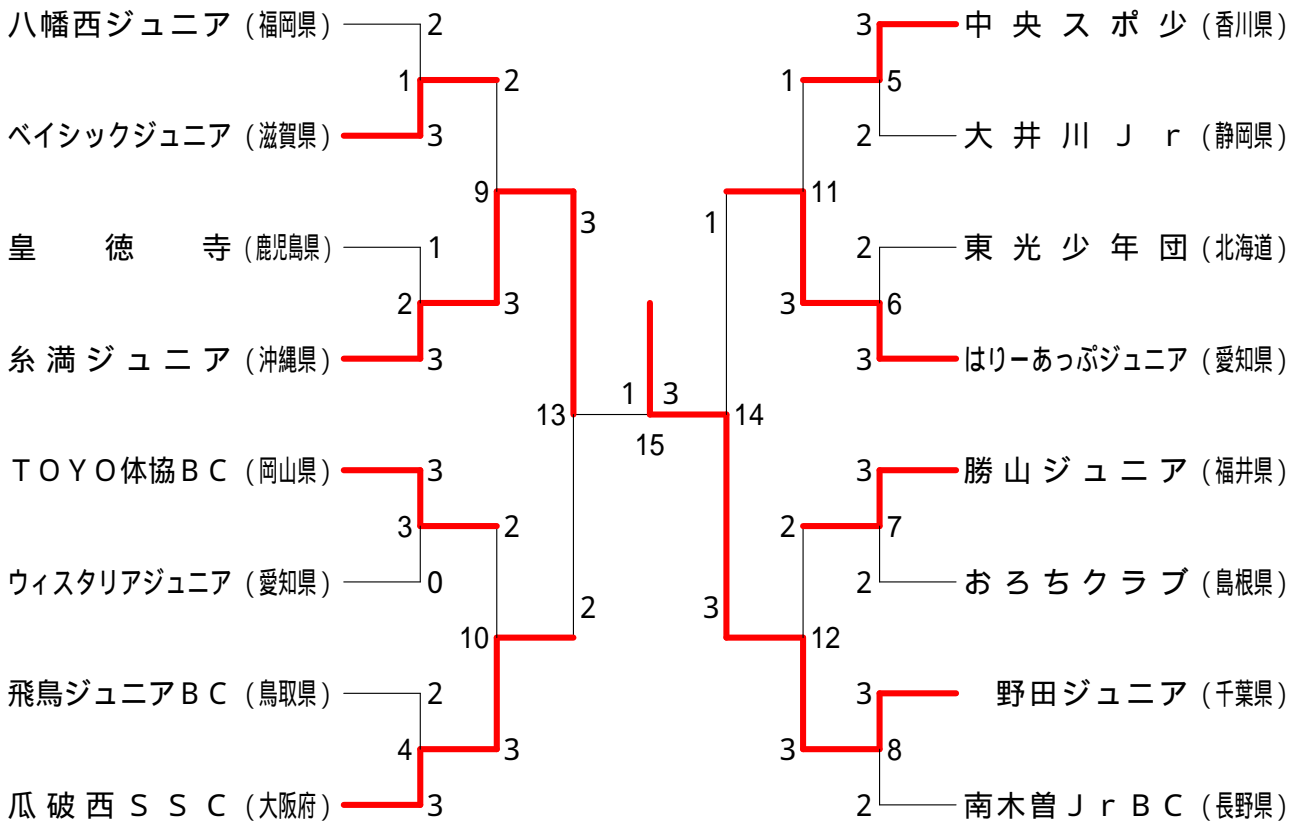 八幡西ジュニア (福岡県) 2
1 2
ベイシックジュニア (滋賀県) 3
9 3
皇徳寺 (鹿児島県) 1
2 3
糸満ジュニア (沖縄県) 3
13
TOYO体協BC (岡山県) 3
3 2
ウィスタリアジュニア (愛知県) 0
10 2
飛鳥ジュニアBC (鳥取県) 2
4 3
瓜破西SSC (大阪府) 3
1 3
15
3 中央スポ少 (香川県)
1 5
2 大井川Jr (静岡県)
1 11
2 東光少年団 (北海道)
3 6
3 はりーあっぷジュニア (愛知県)
14
3 勝山ジュニア (福井県)
2 7
2 おろちクラブ (島根県)
3 12
3 野田ジュニア (千葉県)
3 8
2 南木曽JrBC (長野県)